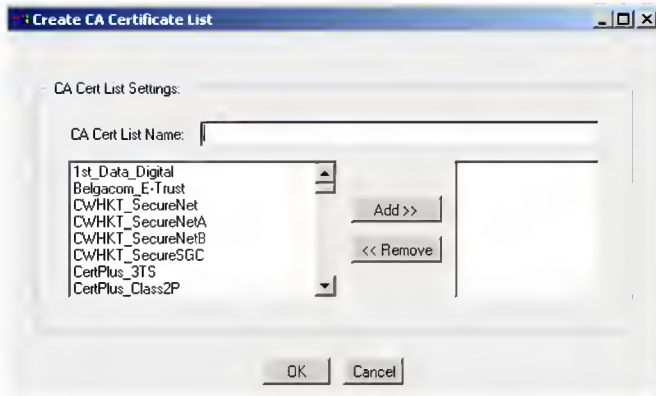 Create CA Certificate List
CA Cert List Settings:
CA Cert List Name:
1st_Data_Digital
Belgacom_E-Trust
CWHKT_SecureNet
CWHKT_SecureNetA
CWHKT_SecureNetB
CWHKT_SecureSGC
CertPlus_3TS
CertPlus_Class2P
Add >>
<< Remove
OK
Cancel